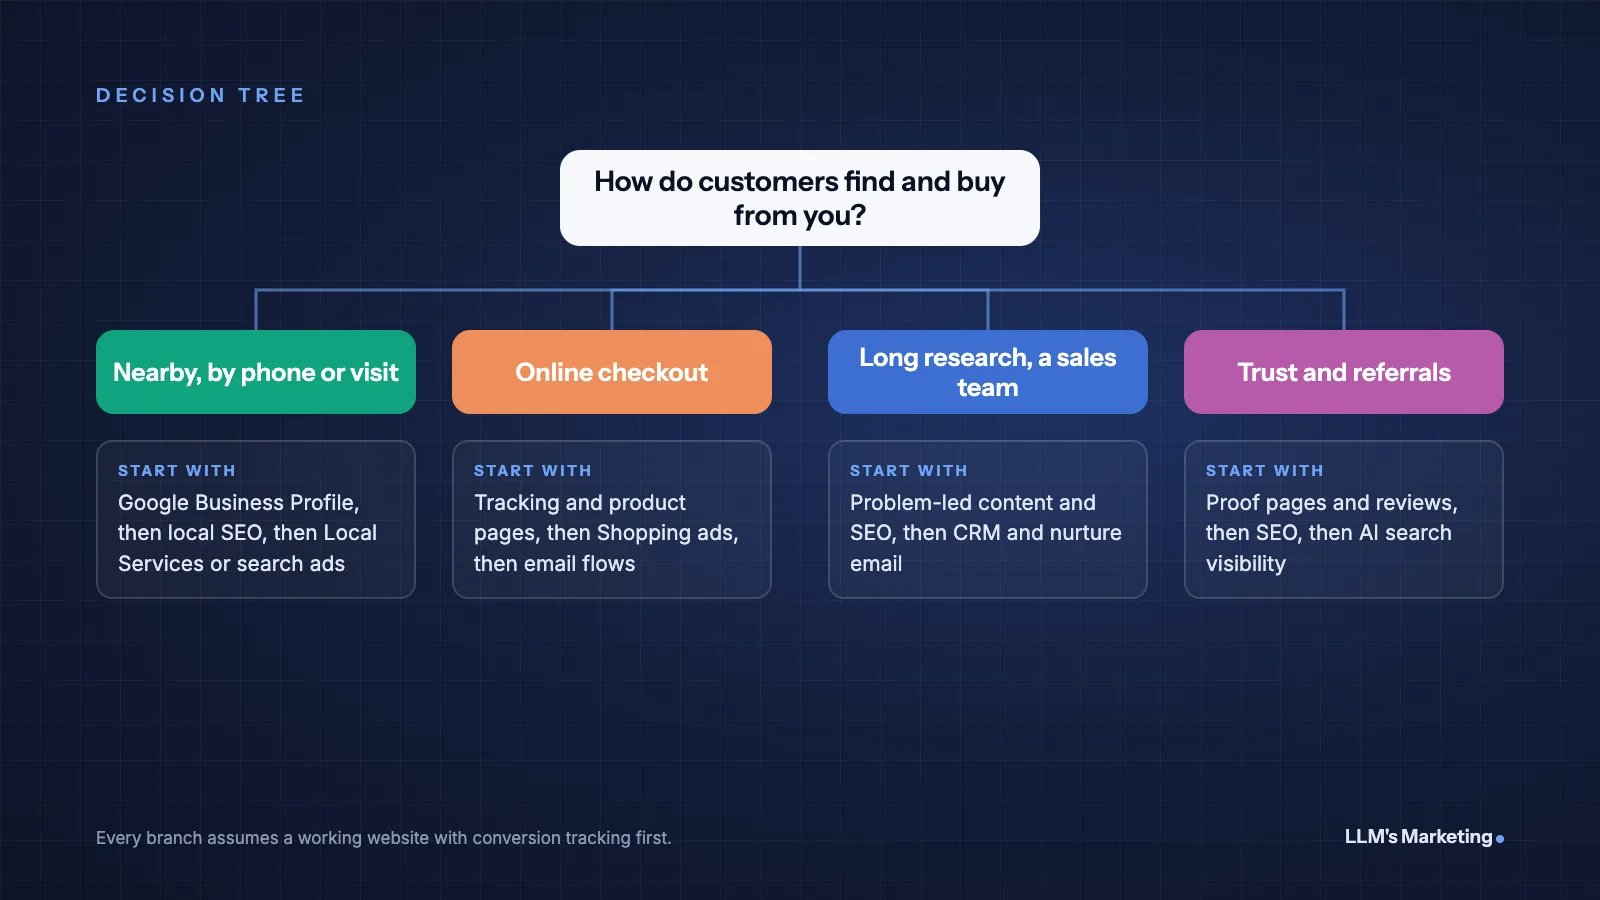 DECISION TREE
How do customers find and buy
from you?
Nearby, by phone or visit
Online checkout
Long research, a sales
team
Trust and referrals
START WITH
Google Business Profile,
then local SEO, then Local
Services or search ads
START WITH
Tracking and product
pages, then Shopping ads,
then email flows
START WITH
Problem-led content and
SEO, then CRM and nurture
email
START WITH
Proof pages and reviews,
then SEO, then AI search
visibility
Every branch assumes a working website with conversion tracking first.
LLM's Marketing